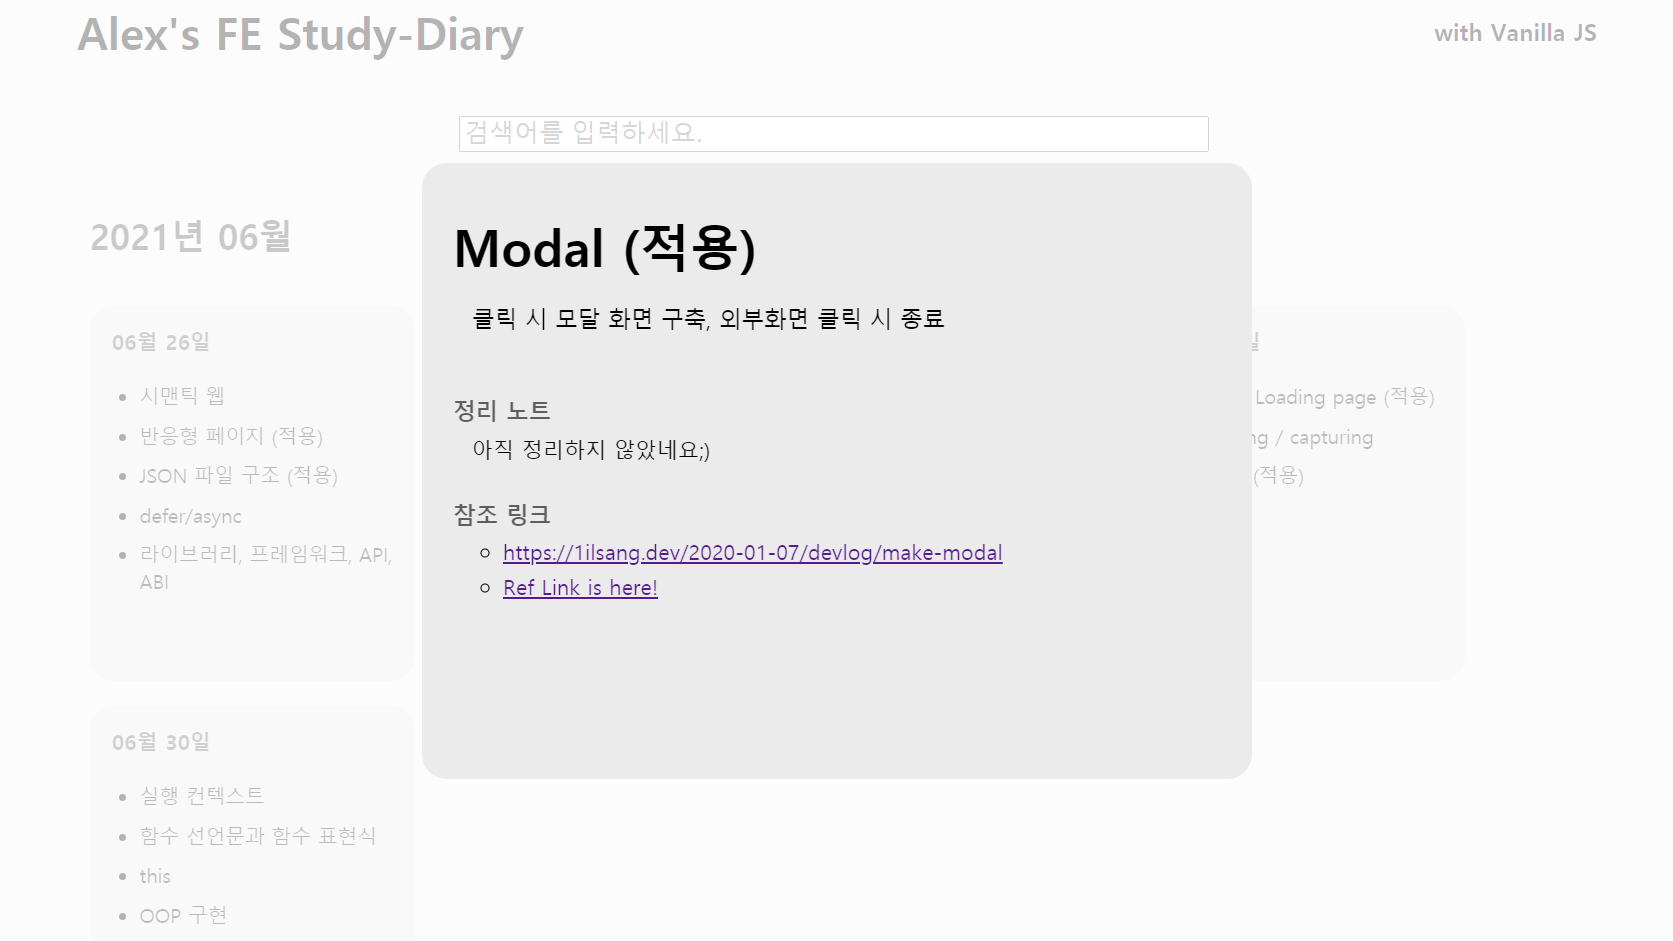 Alex's FE Study-Diary
with Vanilla JS
검색어를 입력하세요.
2021년 06월
06월 26일
시맨틱 웹
반응형 페이지 (적용)
JSON 파일 구조 (적용)
defer/async
라이브러리, 프레임워크, API,
ABI
06월 30일
실행 컨텍스트
함수 선언문과 함수 표현식
this
OOP 구현
Modal (적용)
클릭 시 모달 화면 구축, 외부화면 클릭 시 종료
정리 노트
아직 정리하지 않았네요;)
참조 링크
https://1ilsang.dev/2020-01-07/devlog/make-modal
Ref Link is here!
일
Loading page (적용)
ng / capturing
(적용)